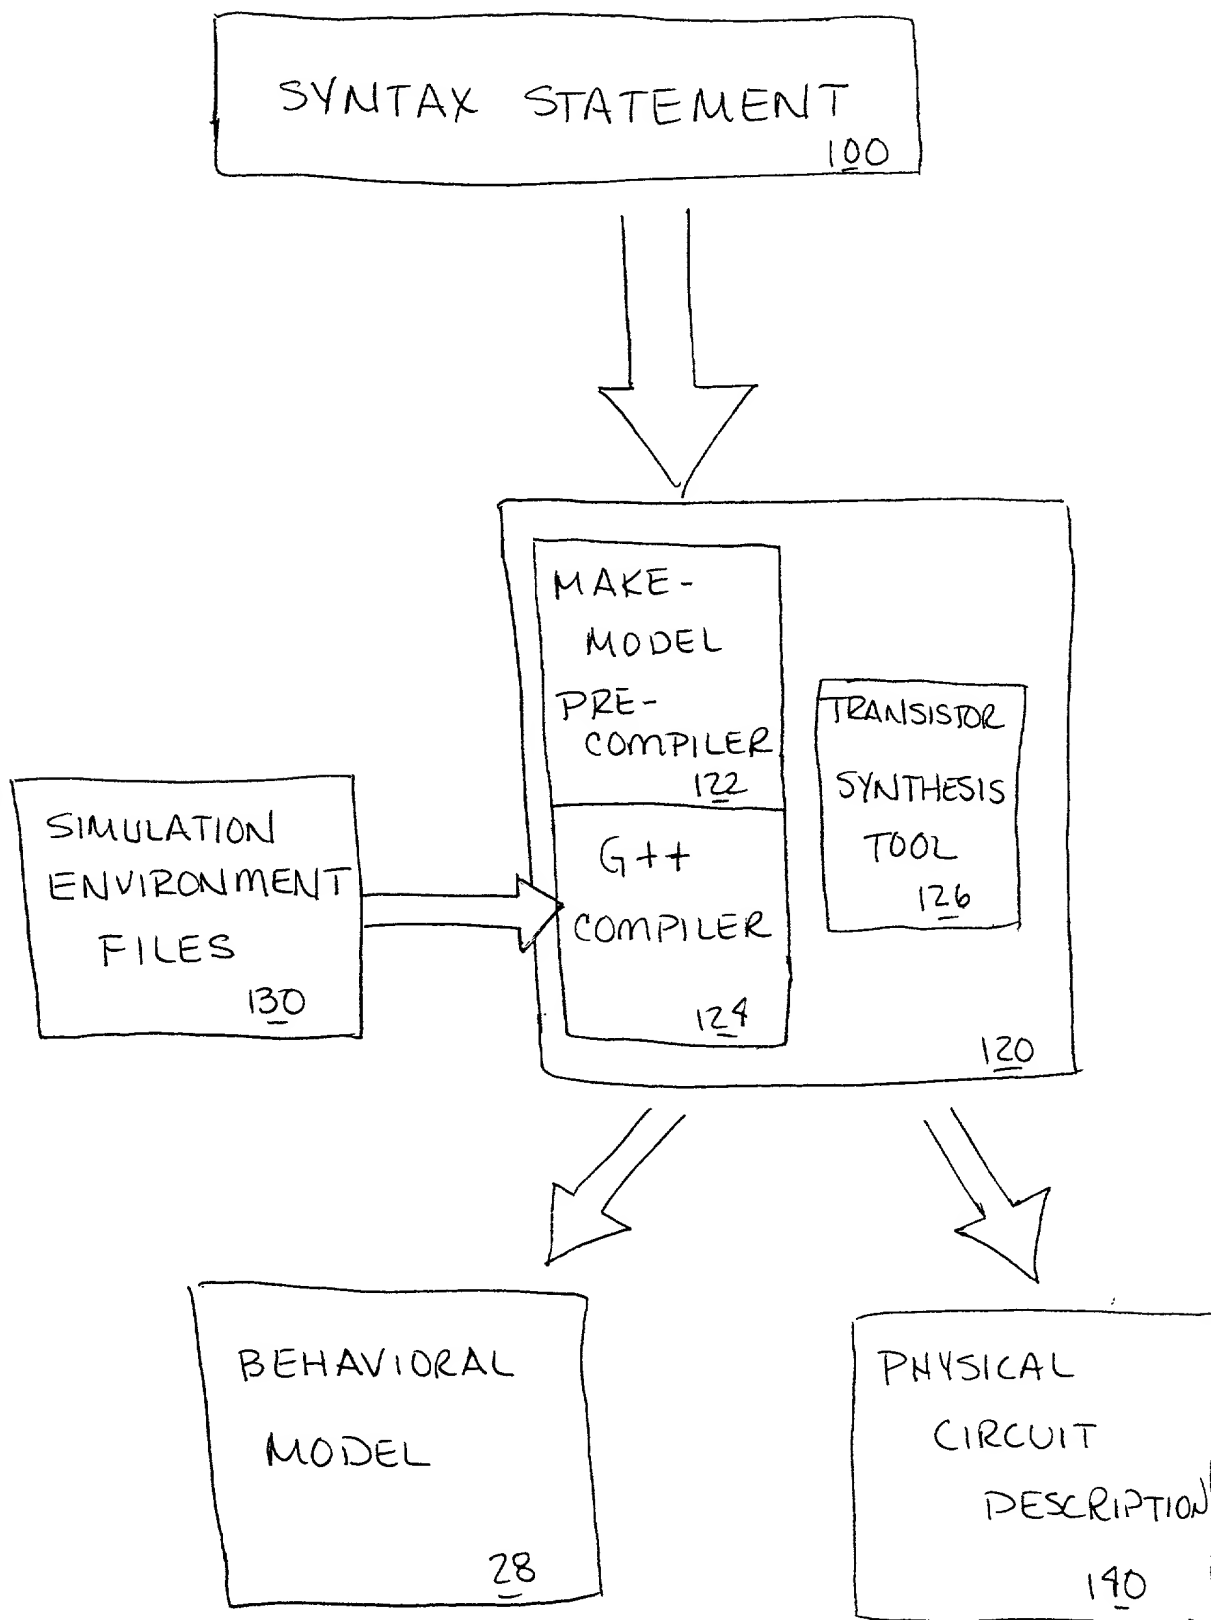 SYNTAX STATEMENT
100
MAKE-
MODEL
PRE-
COMPILER
122
TRANSISTOR
SYNTHESIS
TOOL
126
SIMULATION
ENVIRONMENT
FILES
130
G++
COMPILER
124
120
BEHAVIORAL
MODEL
28
PHYSICAL
CIRCUIT
DESCRIPTION
140